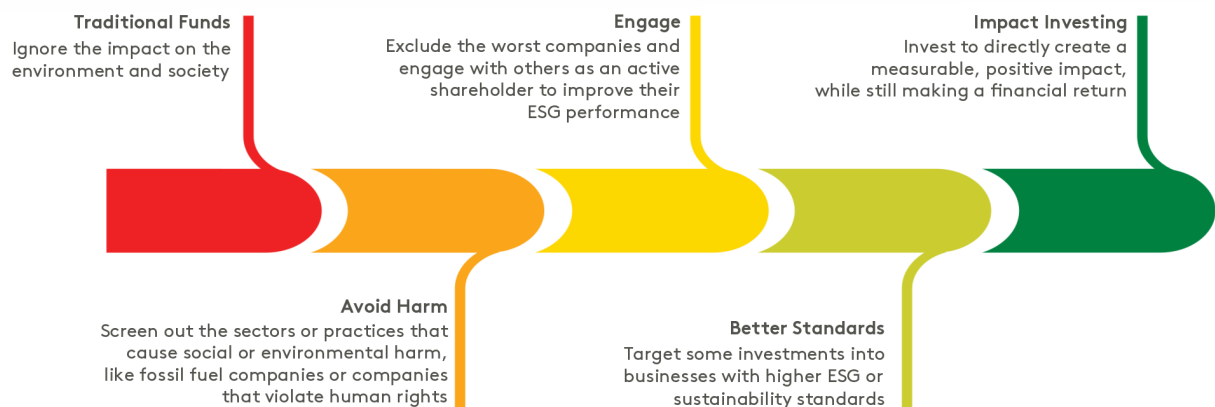 Traditional Funds
Ignore the impact on the
environment and society
Avoid Harm
Screen out the sectors or practices that
cause social or environmental harm,
like fossil fuel companies or companies
that violate human rights
Engage
Exclude the worst companies and
engage with others as an active
shareholder to improve their
ESG performance
Better Standards
Target some investments into
businesses with higher ESG or
sustainability standards
Impact Investing
Invest to directly create a
measurable, positive impact,
while still making a financial return